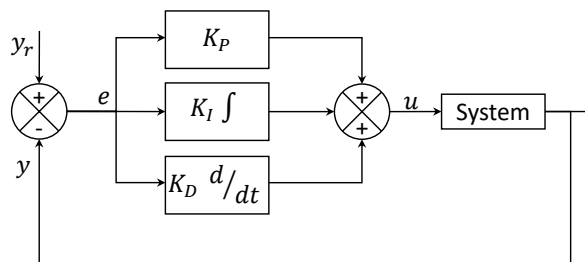 y_r
+
-
y
e
K_P
K_I ∫
K_D d/dt
+
+
+
u
System